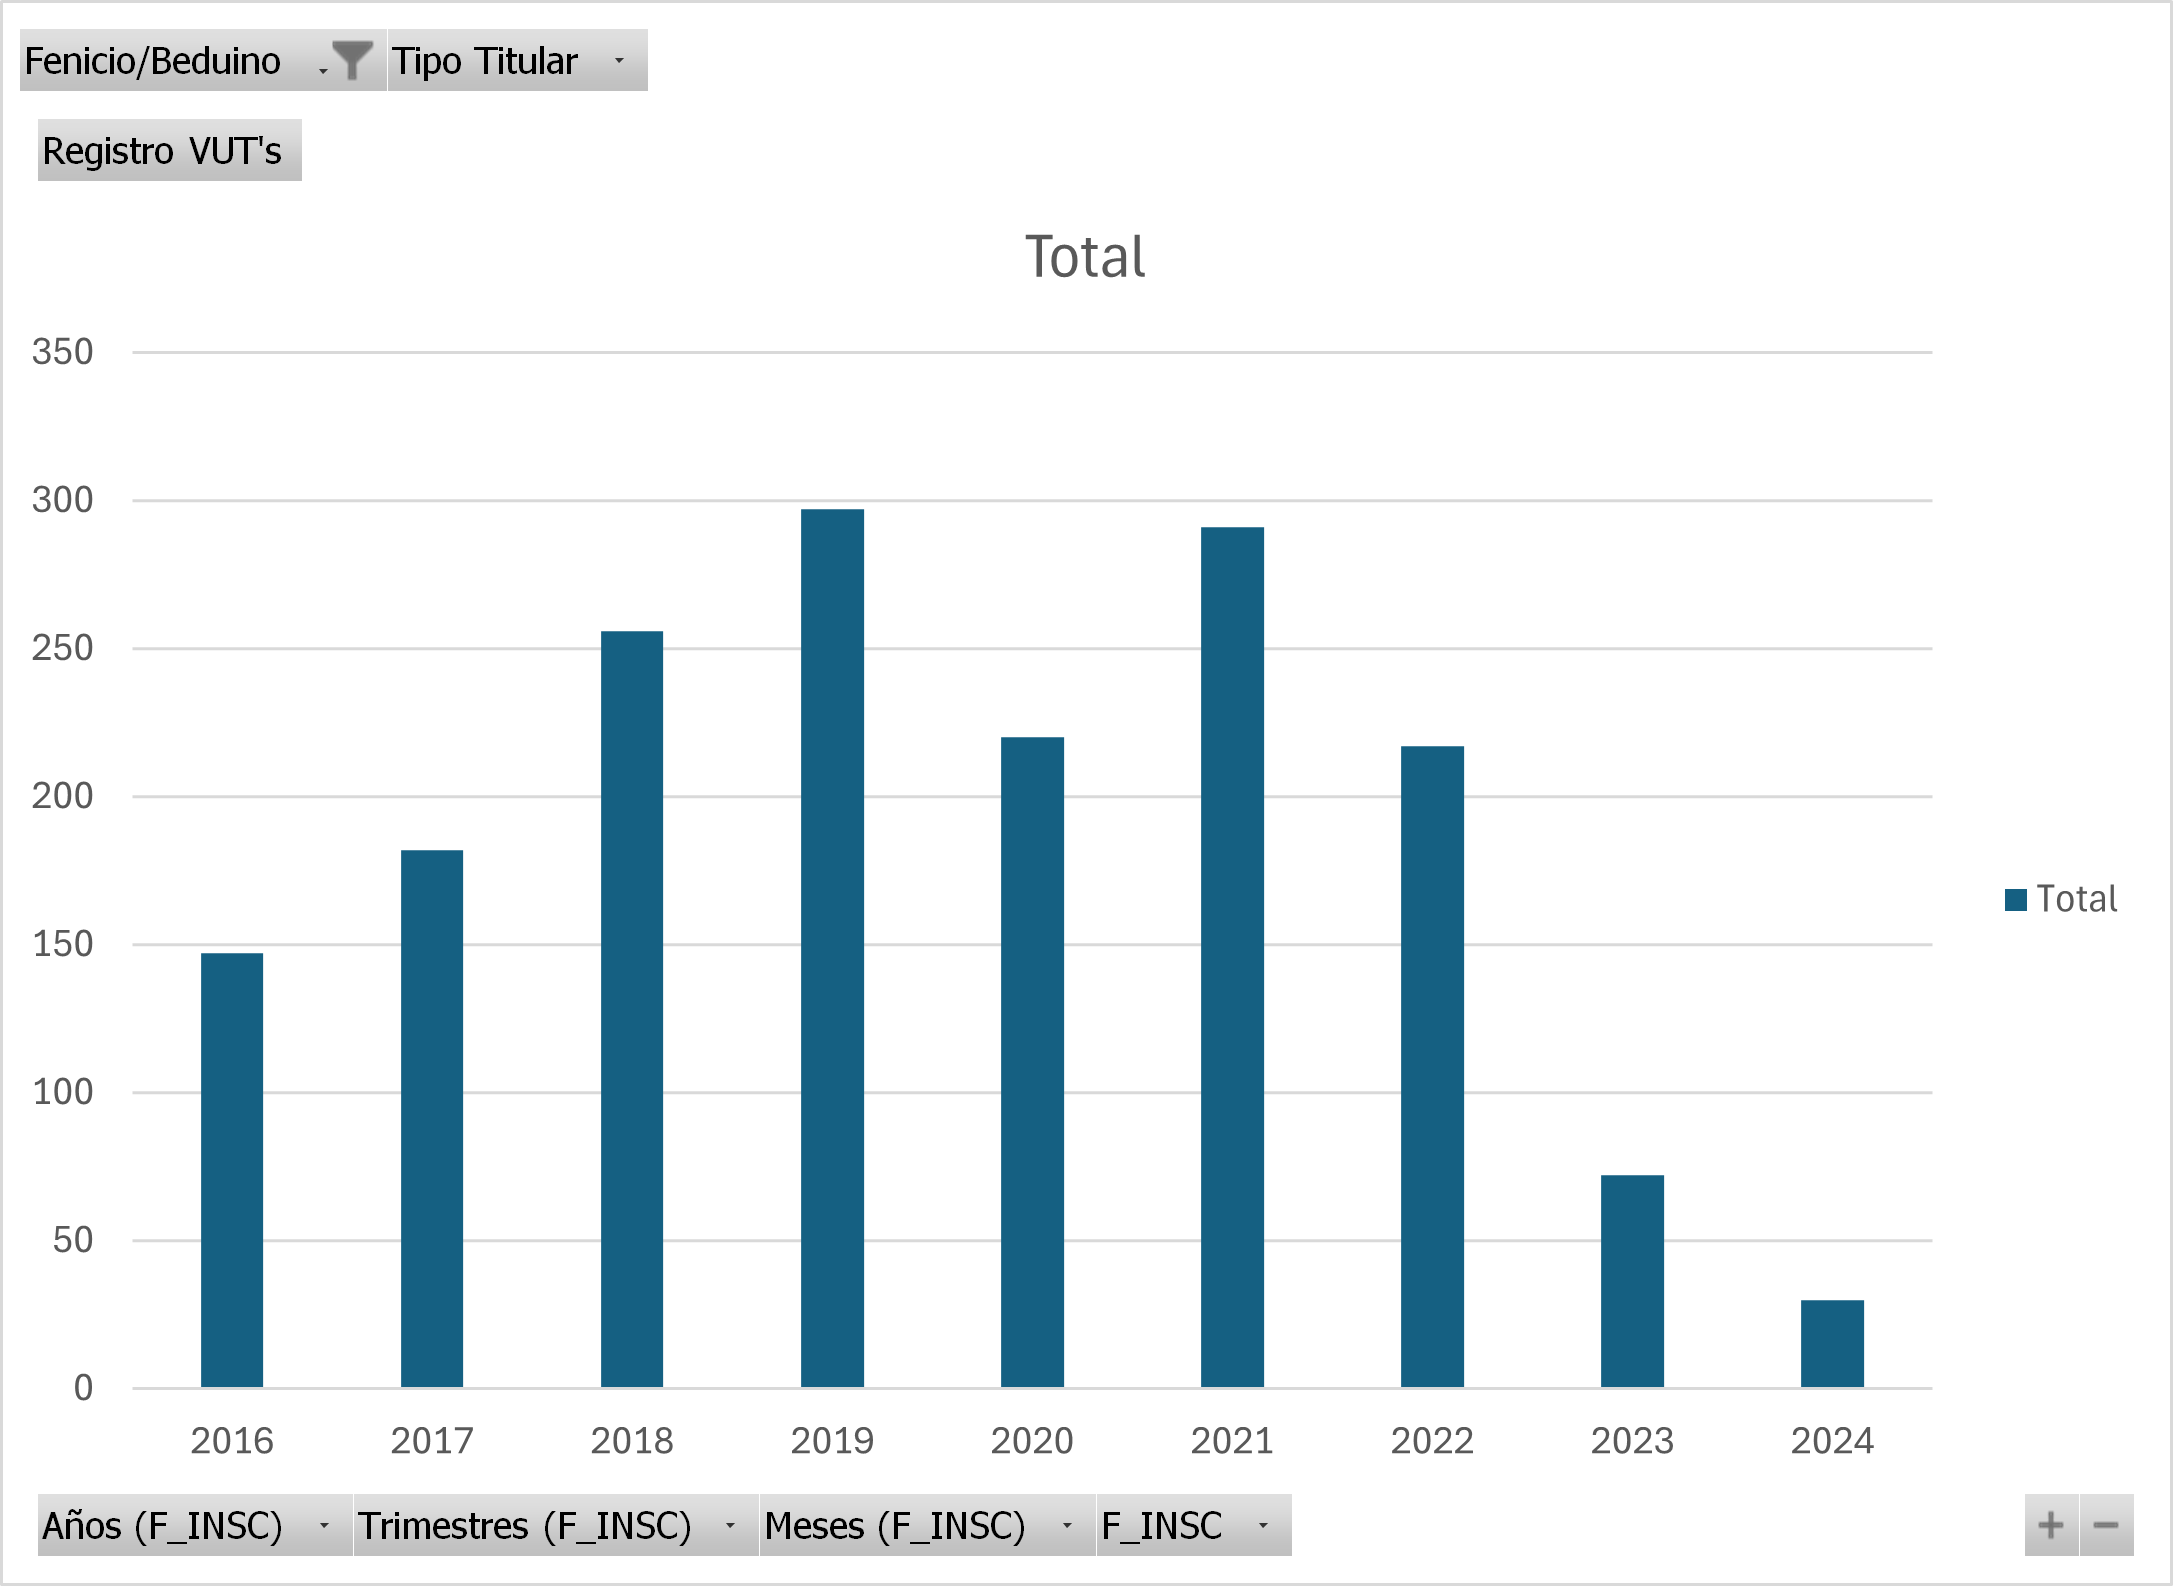 Fenicio/Beduino Tipo Titular
Registro VUT's
Total
350
300
250
200
150
100
50
0
Total
2016 2017 2018 2019 2020 2021 2022 2023 2024
Años (F_INSC) Trimestres (F_INSC) Meses (F_INSC) F_INSC + −